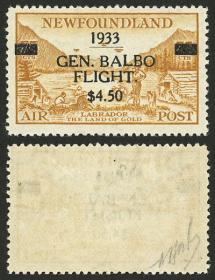 NEWFOUNDLAND
1933
GEN. BALBO
FLIGHT.
$4.50
LABRADOR
AIR POST
THE LAND OF GOLD